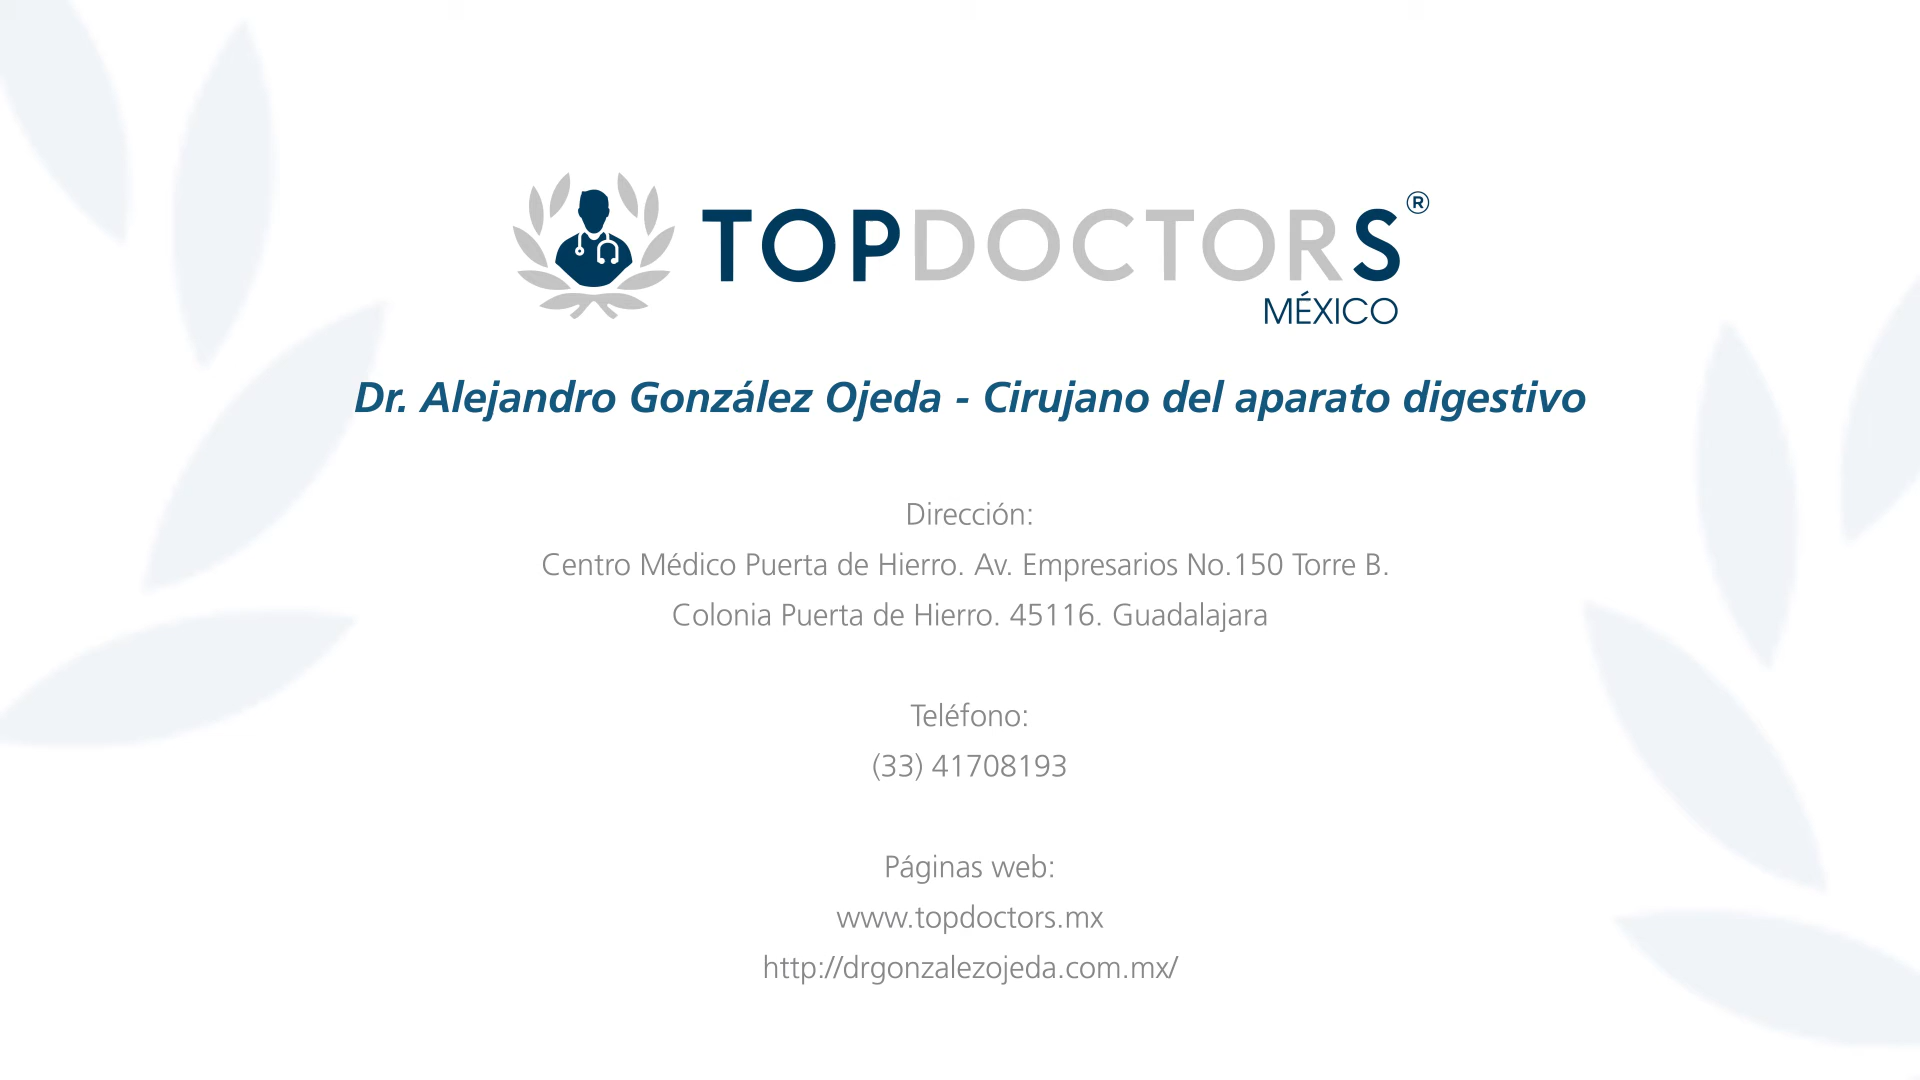 TOPDOCTORS®
MÉXICO
Dr. Alejandro González Ojeda - Cirujano del aparato digestivo
Dirección:
Centro Médico Puerta de Hierro. Av. Empresarios No.150 Torre B.
Colonia Puerta de Hierro. 45116. Guadalajara
Teléfono:
(33) 41708193
Páginas web:
www.topdoctors.mx
http://drgonzalezojeda.com.mx/